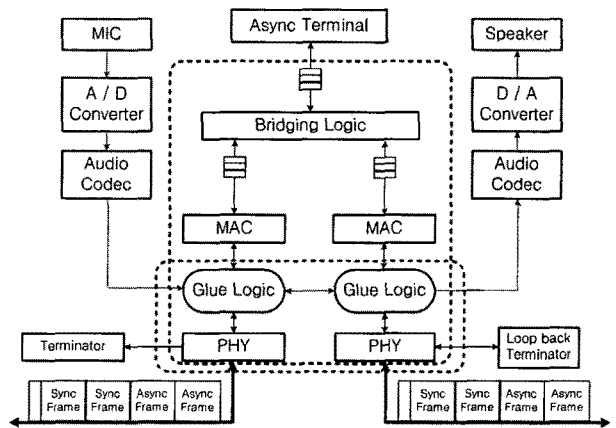 MIC
Async Terminal
Speaker
A / D
Converter
D / A
Converter
Bridging Logic
Audio
Codec
Audio
Codec
MAC
MAC
Glue Logic
Glue Logic
Terminator
PHY
PHY
Loop back
Terminator
Sync
Frame
Sync
Frame
Async
Frame
Async
Frame
Sync
Frame
Sync
Frame
Async
Frame
Async
Frame